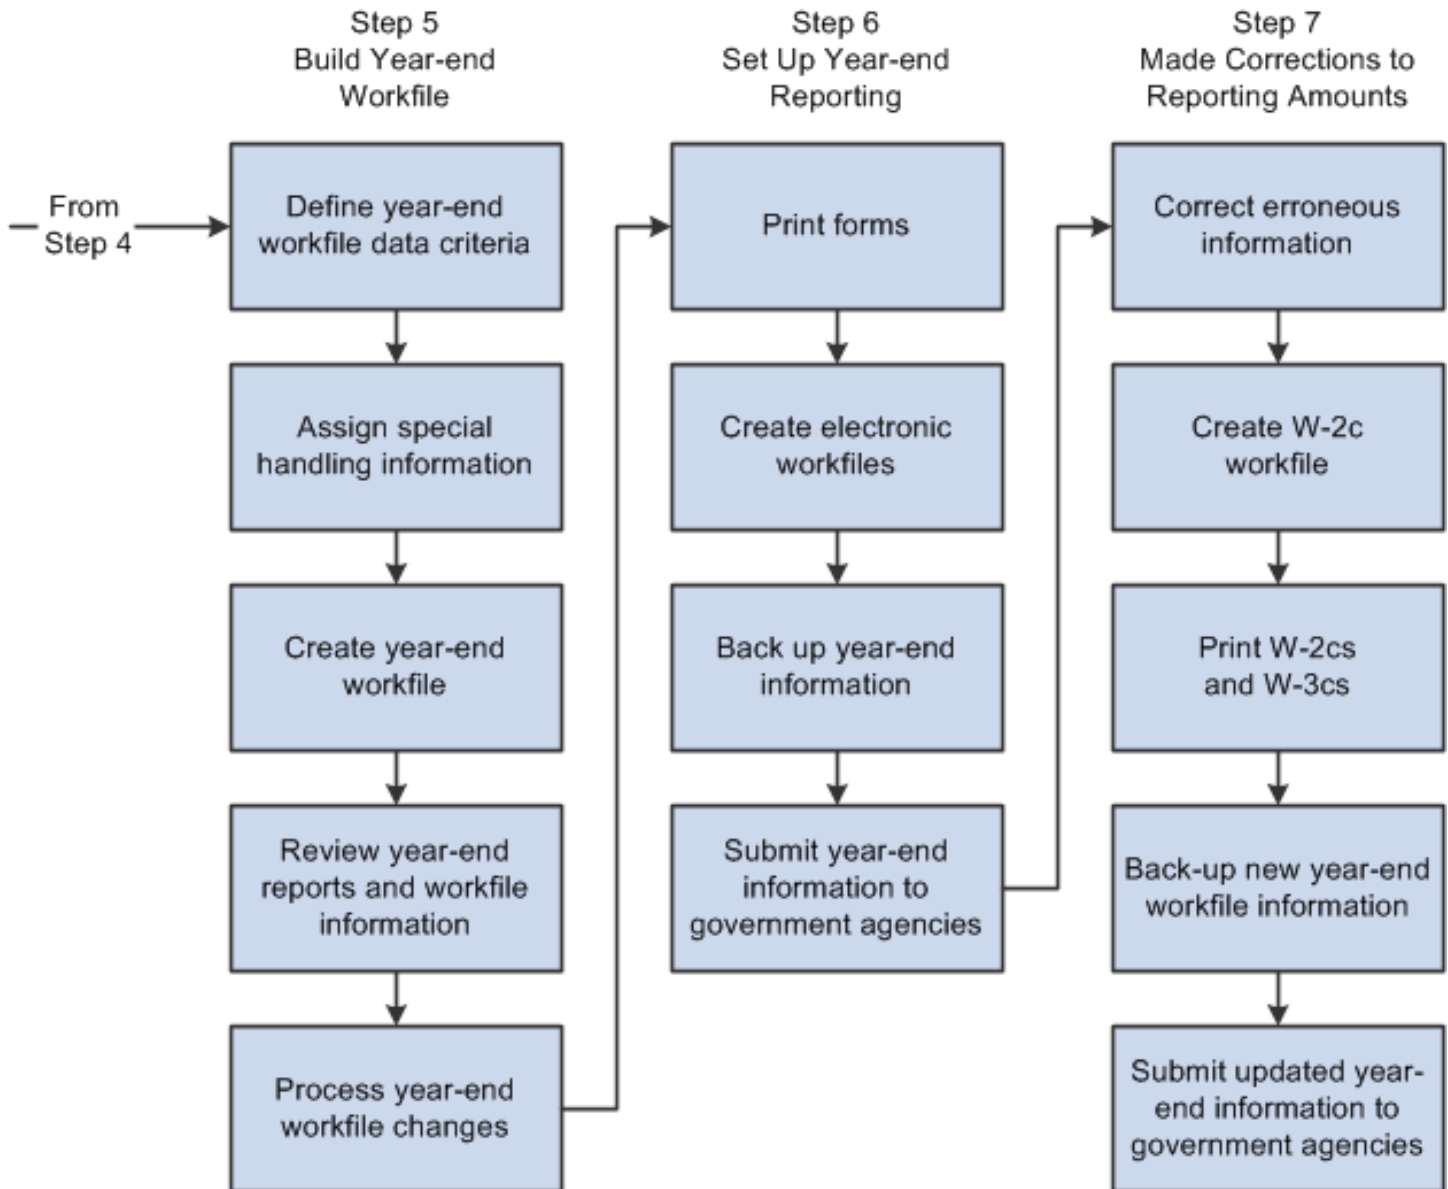 Step 5
Build Year-end
Workfile
From
Step 4
Define year-end
workfile data criteria
Assign special
handling information
Create year-end
workfile
Review year-end
reports and workfile
information
Process year-end
workfile changes
Step 6
Set Up Year-end
Reporting
Print forms
Create electronic
workfiles
Back up year-end
information
Submit year-end
information to
government agencies
Step 7
Made Corrections to
Reporting Amounts
Correct erroneous
information
Create W-2c
workfile
Print W-2cs
and W-3cs
Back-up new year-end
workfile information
Submit updated year-
end information to
government agencies